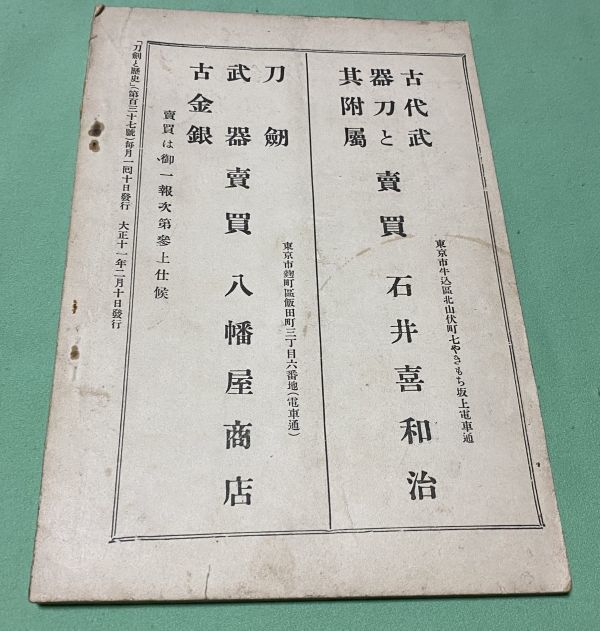 古代武
器刀と
其附屬
賣買
石井喜和治
東京市牛込區北山伏町七やきもち坂上電車通
刀劒
武器
古金銀
賣買
八幡屋商店
東京市麴町區飯田町三丁目六番地(電車通)
賣買は御一報次第參上仕候
「刀劍と歷史」(第百三十七號)每月一囘十日發行 大正十一年二月十日發行